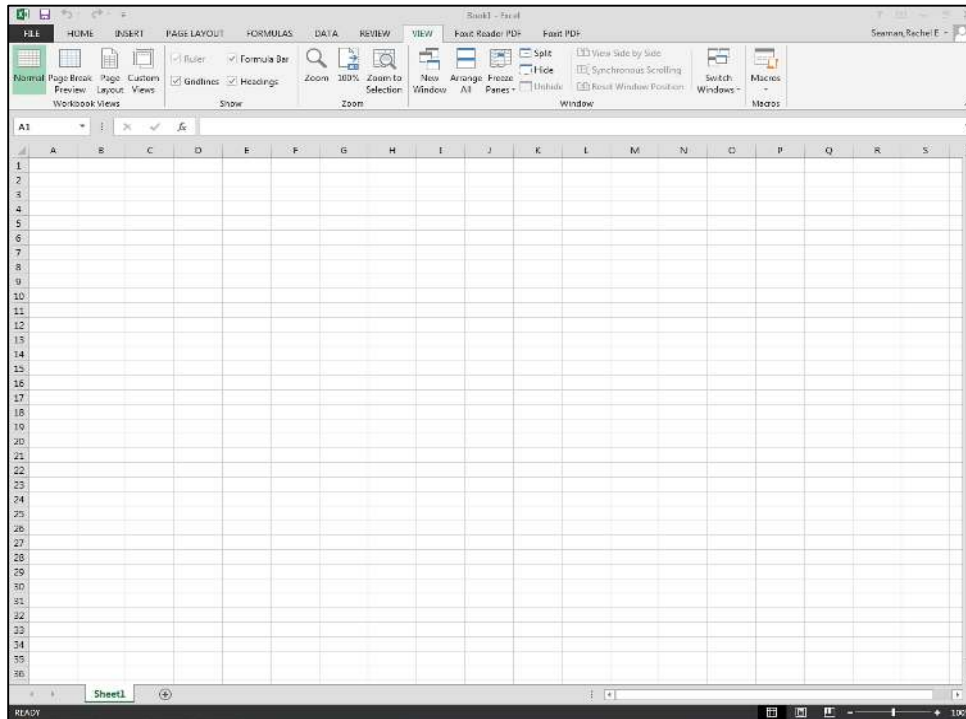 Book1 - Excel
FILE HOME INSERT PAGE LAYOUT FORMULAS DATA REVIEW VIEW Foxit Reader PDF Foxit PDF Seaman,Rachel E
Normal Page Break Preview Page Layout Custom Views
Workbook Views
Ruler Formula Bar
Gridlines Headings
Show
Zoom 100% Zoom to Selection
Zoom
New Window Arrange All Freeze Panes
Split
Hide
Unhide
View Side by Side
Synchronous Scrolling
Reset Window Position
Switch Windows
Window
Macros
Macros
A1 fx
A B C D E F G H I J K L M N O P Q R S
1
2
3
4
5
6
7
8
9
10
11
12
13
14
15
16
17
18
19
20
21
22
23
24
25
26
27
28
29
30
31
32
33
34
35
36
Sheet1
READY 100